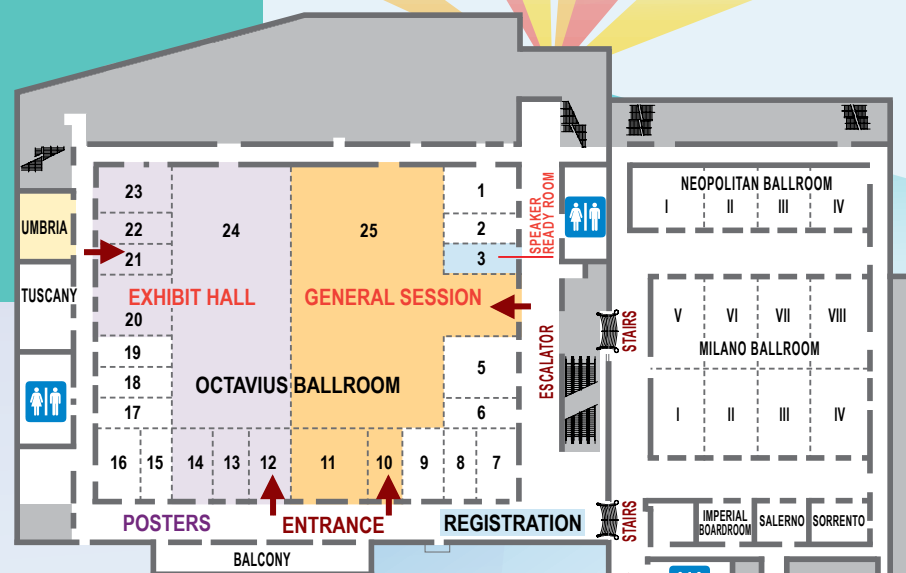 NEOPOLITAN BALLROOM
I II III IV
23
1
22
24
25
2
UMBRIA
21
3
SPEAKER
READY ROOM
TUSCANY
EXHIBIT HALL
GENERAL SESSION
20
V VI VII VIII
STAIRS
MILANO BALLROOM
19
18
OCTAVIUS BALLROOM
5
ESCALATOR
17
6
I II III IV
16 15 14 13 12 11 10 9 8 7
POSTERS
ENTRANCE
REGISTRATION
STAIRS
IMPERIAL
BOARDROOM
SALERNO
SORRENTO
BALCONY